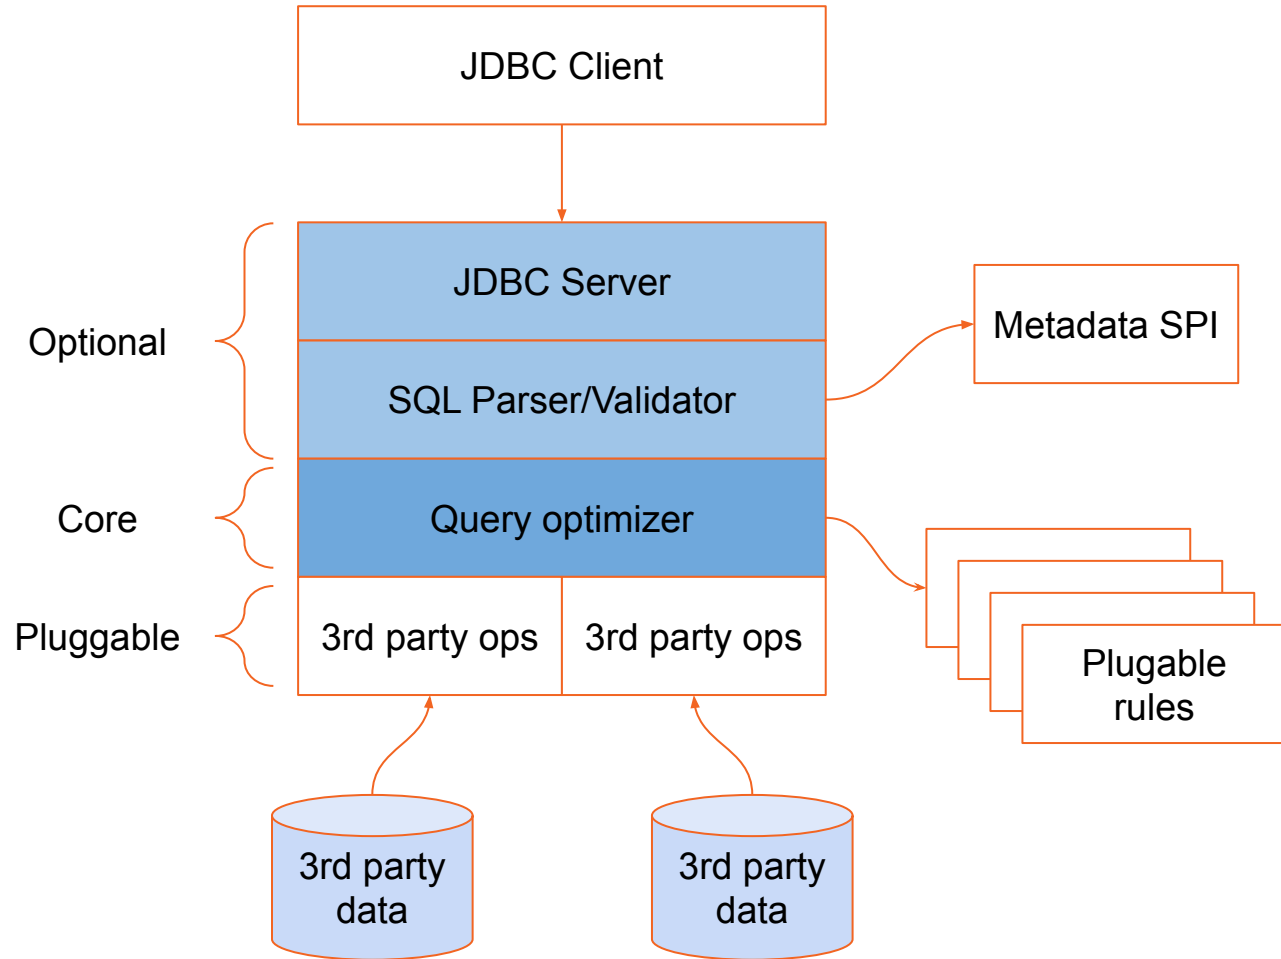 JDBC Client
JDBC Server
Optional
Metadata SPI
SQL Parser/Validator
Core
Query optimizer
Pluggable
3rd party ops
3rd party ops
Plugable
rules
3rd party
data
3rd party
data